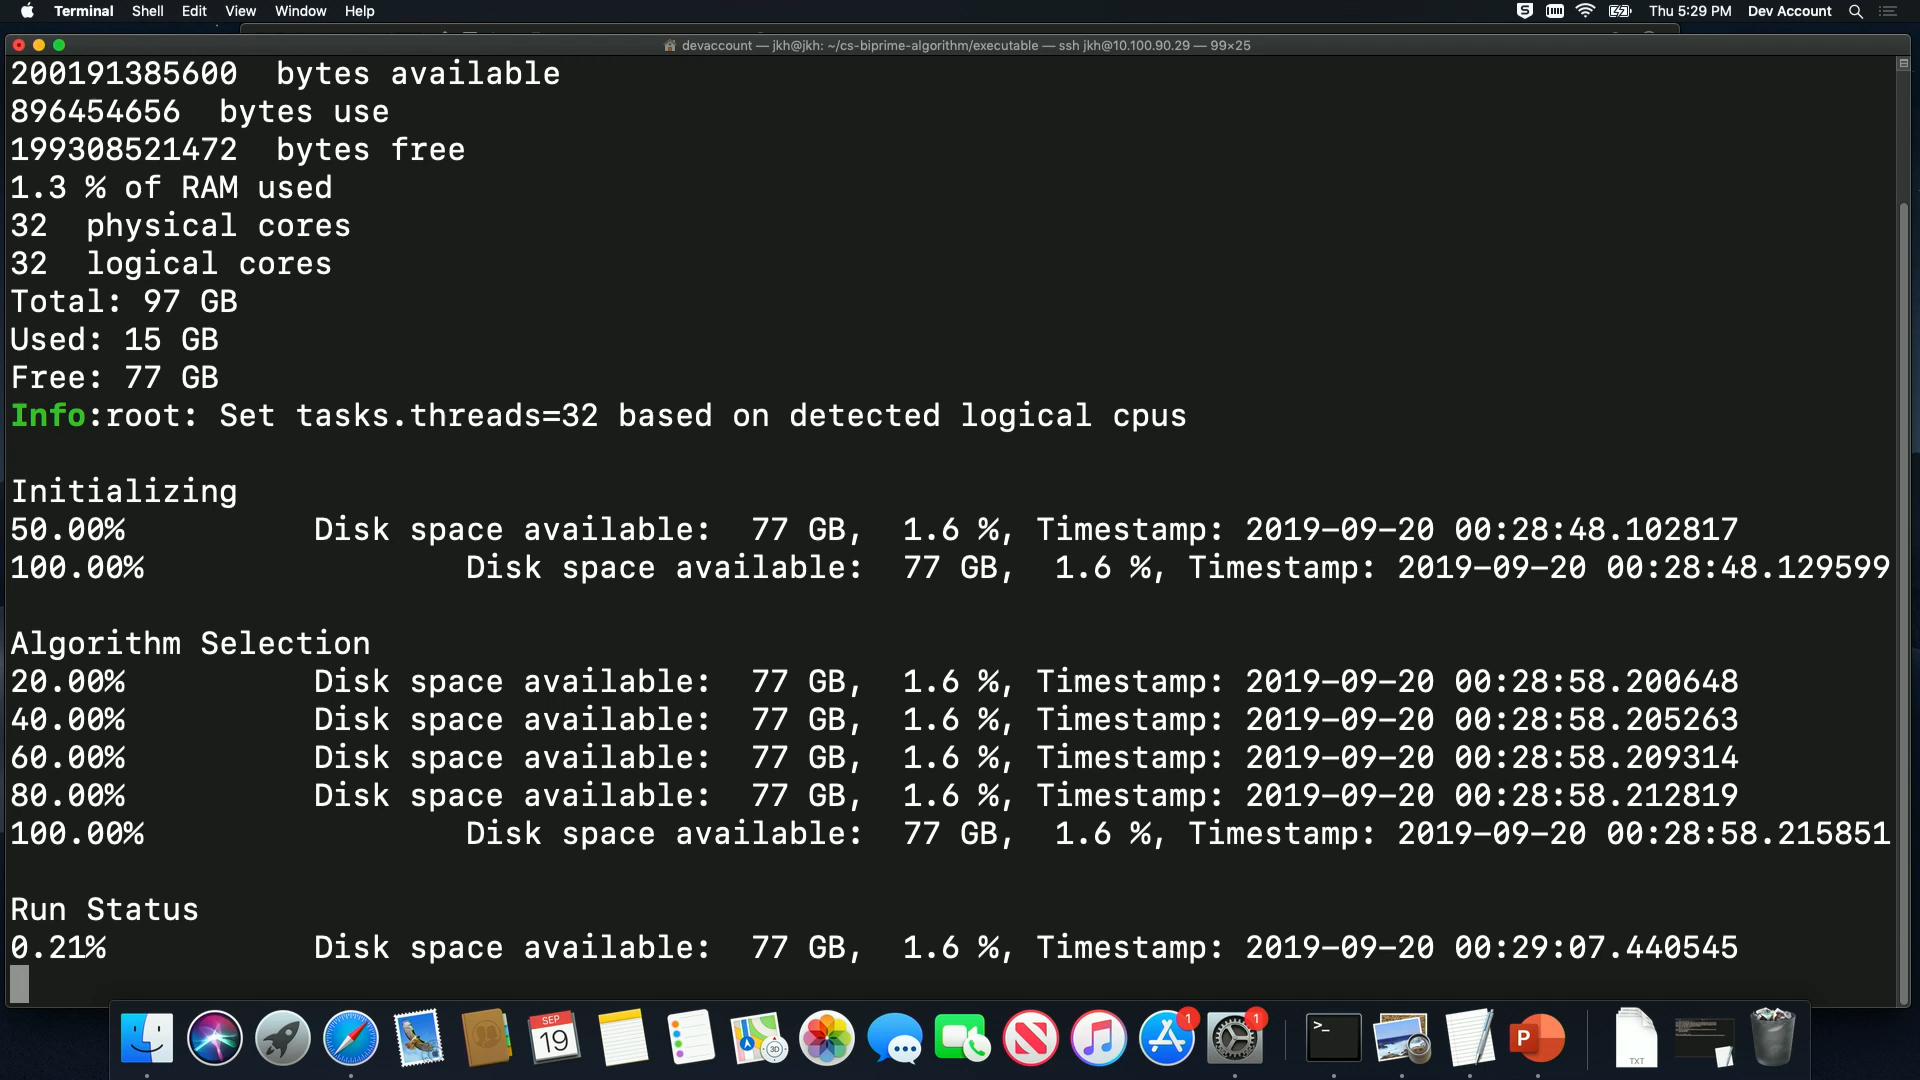 Terminal Shell Edit View Window Help
Thu 5:29 PM Dev Account
devaccount — jkh@jkh: ~/cs-biprime-algorithm/executable — ssh jkh@10.100.90.29 — 99×25
200191385600  bytes available
896454656  bytes use
199308521472  bytes free
1.3 % of RAM used
32  physical cores
32  logical cores
Total: 97 GB
Used: 15 GB
Free: 77 GB
Info:root: Set tasks.threads=32 based on detected logical cpus
Initializing
50.00%          Disk space available:  77 GB,  1.6 %, Timestamp: 2019-09-20 00:28:48.102817
100.00%                 Disk space available:  77 GB,  1.6 %, Timestamp: 2019-09-20 00:28:48.129599
Algorithm Selection
20.00%          Disk space available:  77 GB,  1.6 %, Timestamp: 2019-09-20 00:28:58.200648
40.00%          Disk space available:  77 GB,  1.6 %, Timestamp: 2019-09-20 00:28:58.205263
60.00%          Disk space available:  77 GB,  1.6 %, Timestamp: 2019-09-20 00:28:58.209314
80.00%          Disk space available:  77 GB,  1.6 %, Timestamp: 2019-09-20 00:28:58.212819
100.00%                 Disk space available:  77 GB,  1.6 %, Timestamp: 2019-09-20 00:28:58.215851
Run Status
0.21%           Disk space available:  77 GB,  1.6 %, Timestamp: 2019-09-20 00:29:07.440545
SEP
19
3D
1
1
>_
P
TXT